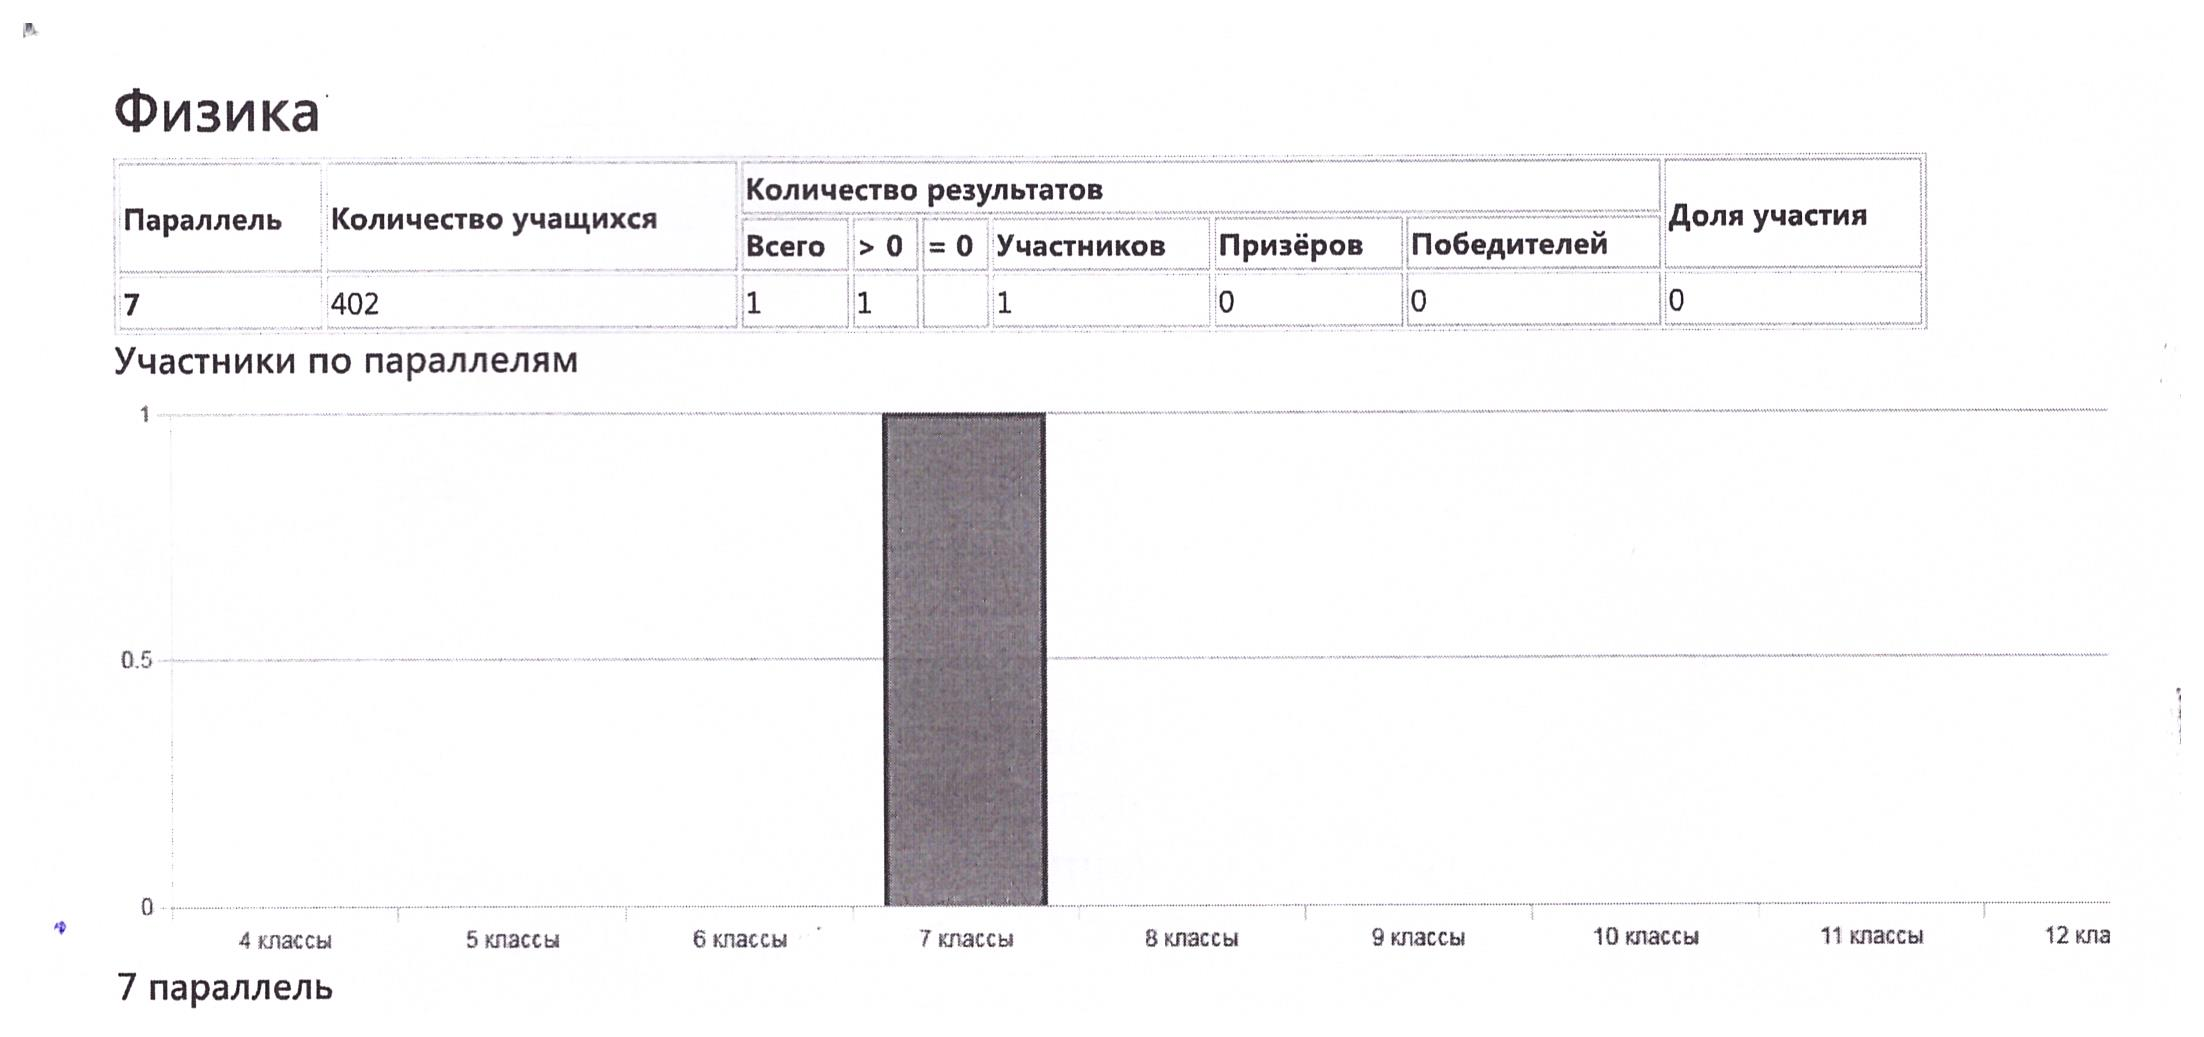 Физика
Параллель Количество учащихся Количество результатов Доля участия
Всего > 0 = 0 Участников Призёров Победителей
7 402 1 1 1 0 0 0
Участники по параллелям
1
0.5
0
4 классы 5 классы 6 классы 7 классы 8 классы 9 классы 10 классы 11 классы 12 кла
7 параллель